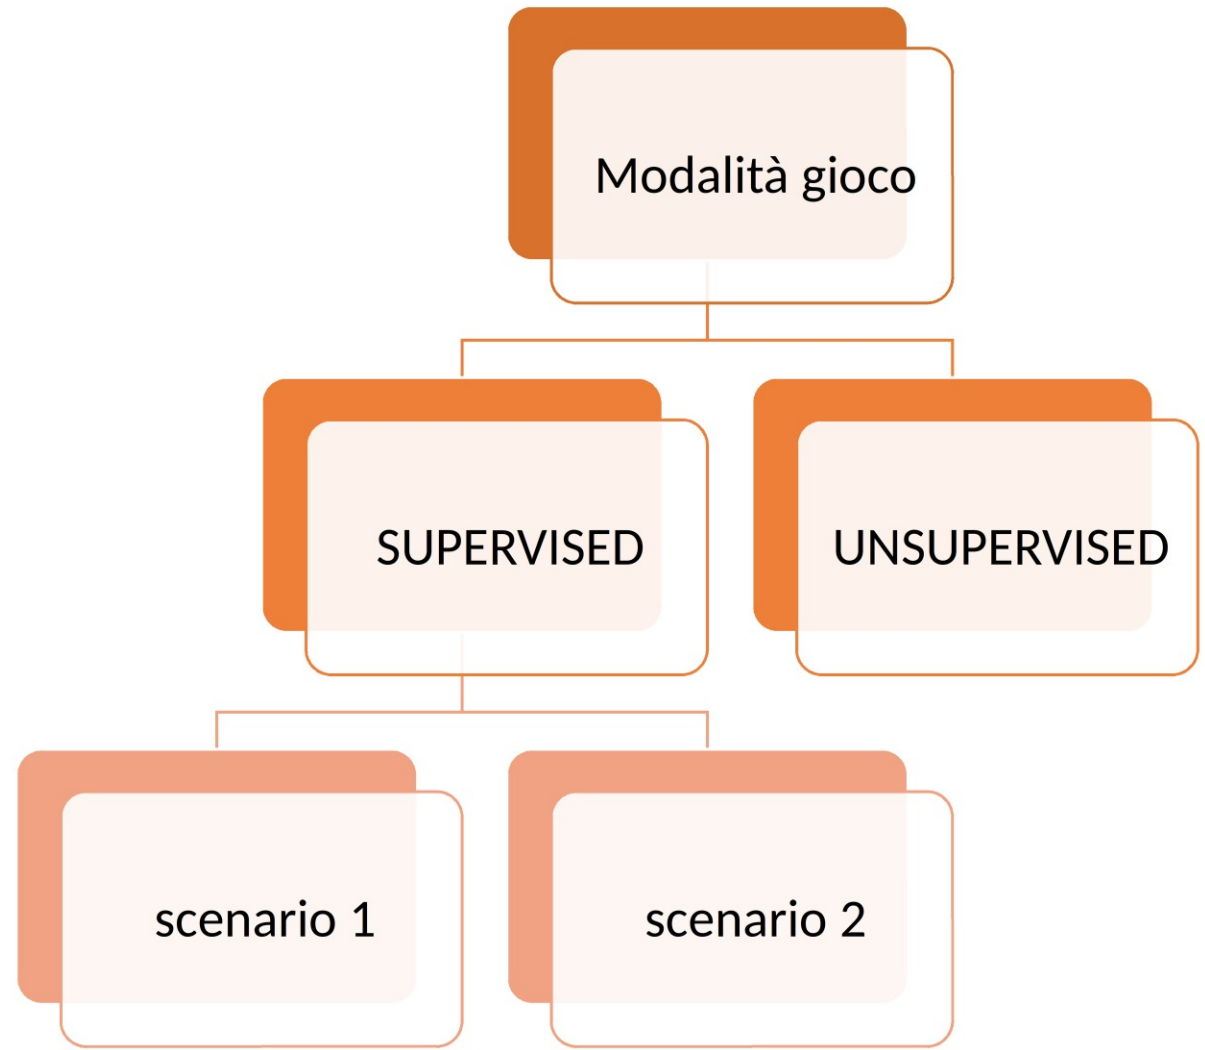 Modalità gioco
SUPERVISED
UNSUPERVISED
scenario 1
scenario 2